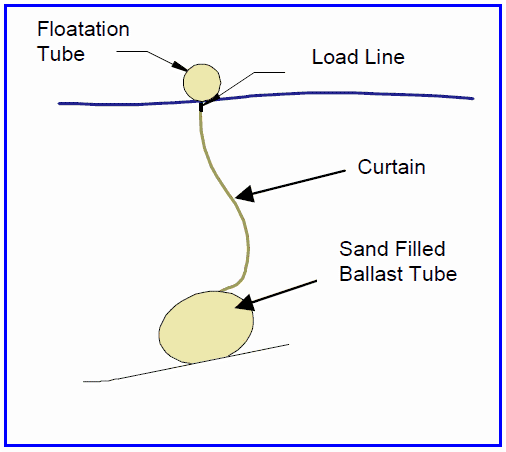 Floatation
Tube
Load Line
Curtain
Sand Filled
Ballast Tube